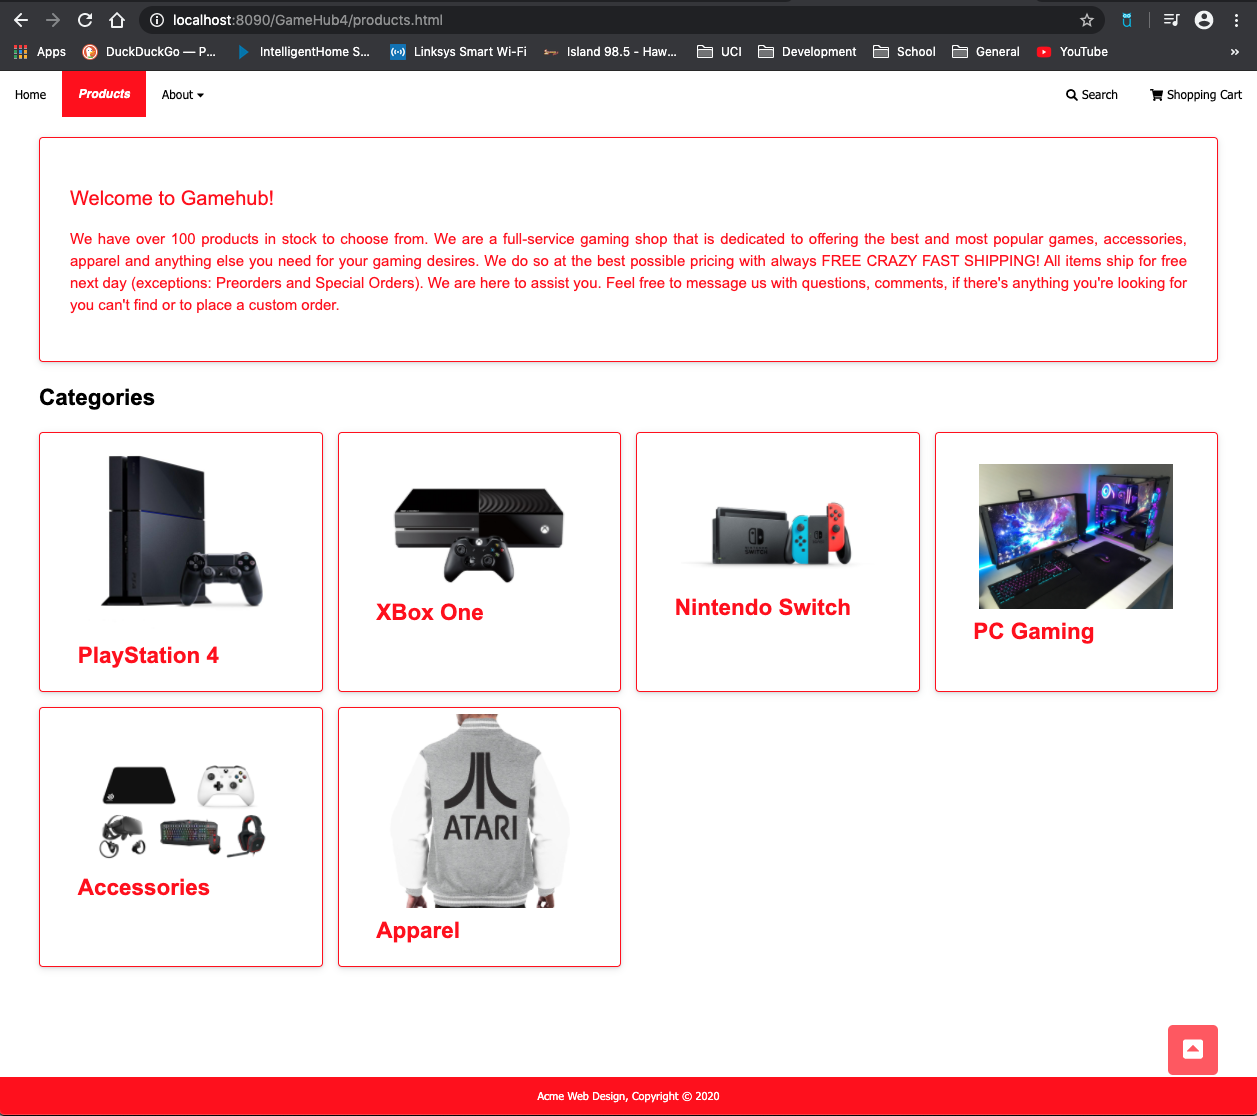 localhost:8090/GameHub4/products.html
Apps DuckDuckGo — P... IntelligentHome S... Linksys Smart Wi-Fi Island 98.5 - Haw... UCI Development School General YouTube »
Home Products About Search Shopping Cart
Welcome to Gamehub!
We have over 100 products in stock to choose from. We are a full-service gaming shop that is dedicated to offering the best and most popular games, accessories,
apparel and anything else you need for your gaming desires. We do so at the best possible pricing with always FREE CRAZY FAST SHIPPING! All items ship for free
next day (exceptions: Preorders and Special Orders). We are here to assist you. Feel free to message us with questions, comments, if there's anything you're looking for
you can't find or to place a custom order.
Categories
PlayStation 4
XBox One
SWITCH
Nintendo Switch
PC Gaming
Accessories
ATARI
Apparel
Acme Web Design, Copyright © 2020